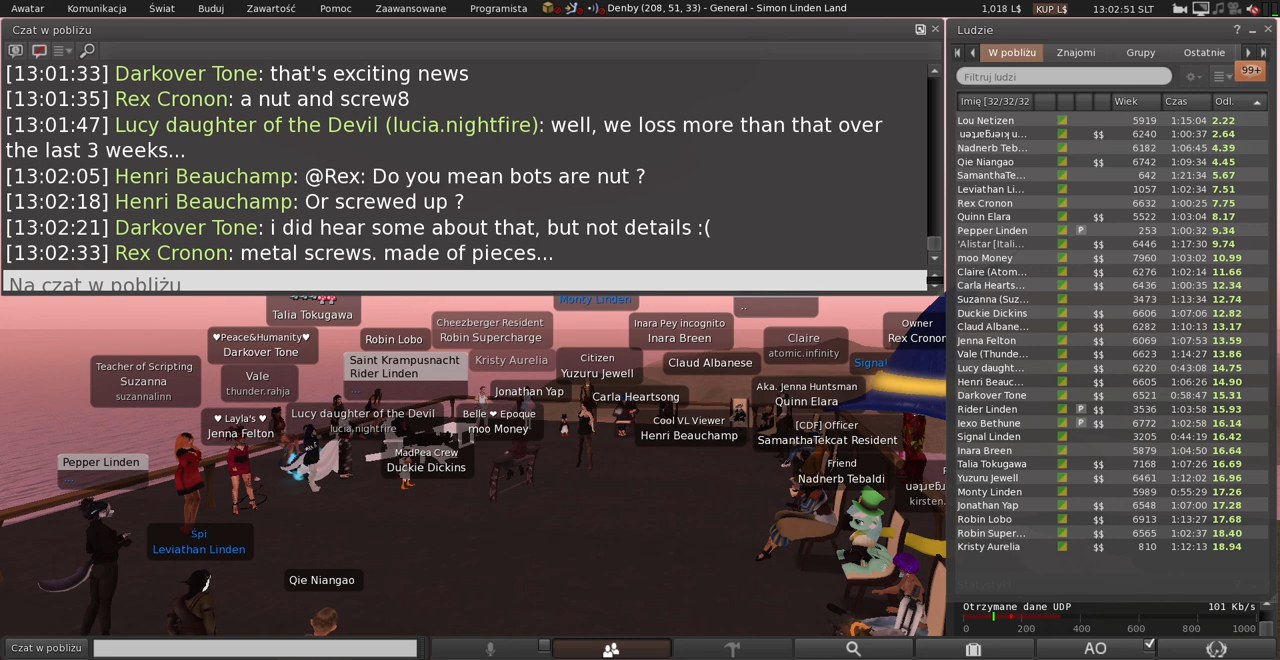 Awatar Komunikacja Świat Buduj Zawartość Pomoc Zaawansowane Programista Denby (208, 51, 33) - General - Simon Linden Land 1,018 L$ KUP L$ 13:02:51 SLT
Czat w pobliżu
[13:01:33] Darkover Tone: that's exciting news
[13:01:35] Rex Cronon: a nut and screw8
[13:01:47] Lucy daughter of the Devil (lucia.nightfire): well, we loss more than that over
the last 3 weeks...
[13:02:05] Henri Beauchamp: @Rex: Do you mean bots are nut ?
[13:02:18] Henri Beauchamp: Or screwed up ?
[13:02:21] Darkover Tone: i did hear some about that, but not details :(
[13:02:33] Rex Cronon: metal screws. made of pieces...
Na czat w pobliżu
Monty Linden
..
Talia Tokugawa
♥Peace&Humanity♥
Darkover Tone
Robin Lobo
Cheezberger Resident
Robin Supercharge
Inara Pey incognito
Inara Breen
Claire
atomic.infinity
Owner
Rex Cronon
Teacher of Scripting
Suzanna
suzannalinn
Vale
thunder.rahja
Saint Krampusnacht
Rider Linden
...
Kristy Aurelia
Citizen
Yuzuru Jewell
Claud Albanese
Signal
Jonathan Yap
Carla Heartsong
Aka. Jenna Huntsman
Quinn Elara
♥ Layla's ♥
Jenna Felton
Lucy daughter of the Devil
lucia.nightfire
Belle ❤ Epoque
moo Money
Cool VL Viewer
Henri Beauchamp
[CDF] Officer
SamanthaTekcat Resident
MadPea Crew
Duckie Dickins
Pepper Linden
...
Friend
Nadnerb Tebaldi
kirsten.
Śpi
Leviathan Linden
Qie Niangao
Ludzie
W pobliżu Znajomi Grupy Ostatnie
99+
Filtruj ludzi
Imię [32/32/32 Wiek Czas Odl.
Lou Netizen 5919 1:15:04 2.22
$$ 6240 1:00:37 2.64
Nadnerb Teb... 6182 1:06:45 4.39
Qie Niangao $$ 6742 1:09:34 4.45
SamanthaTe... 642 1:21:34 5.67
Leviathan Li... 1057 1:02:34 7.51
Rex Cronon 6632 1:00:25 7.75
Quinn Elara $$ 5522 1:03:04 8.17
Pepper Linden P 253 1:00:32 9.34
'Alistar [Itali... $$ 6446 1:17:30 9.74
moo Money $$ 7960 1:03:02 10.99
Claire (Atom... $$ 6276 1:02:14 11.66
Carla Hearts... $$ 6436 1:00:35 12.34
Suzanna (Suz... 3473 1:13:34 12.74
Duckie Dickins $$ 6606 1:07:06 12.82
Claud Albane... $$ 6282 1:10:13 13.17
Jenna Felton $$ 6069 1:07:53 13.59
Vale (Thunde... $$ 6623 1:14:27 13.86
Lucy daught... $$ 6220 0:43:08 14.75
Henri Beauc... $$ 6605 1:06:26 14.90
Darkover Tone $$ 6521 0:58:47 15.31
Rider Linden P $$ 3536 1:03:58 15.93
Iexo Bethune P $$ 6772 1:02:58 16.14
Signal Linden 3205 0:44:19 16.42
Inara Breen 5879 1:04:50 16.64
Talia Tokugawa $$ 7168 1:07:26 16.69
Yuzuru Jewell $$ 6461 1:12:02 16.96
Monty Linden 5989 0:55:29 17.26
Jonathan Yap $$ 6548 1:07:00 17.28
Robin Lobo $$ 6913 1:13:27 17.68
Robin Super... $$ 6565 1:02:37 18.40
Kristy Aurelia $$ 810 1:12:13 18.94
Otrzymane dane UDP 101 Kb/s
0 200 400 600 800 1000
Czat w pobliżu
AO